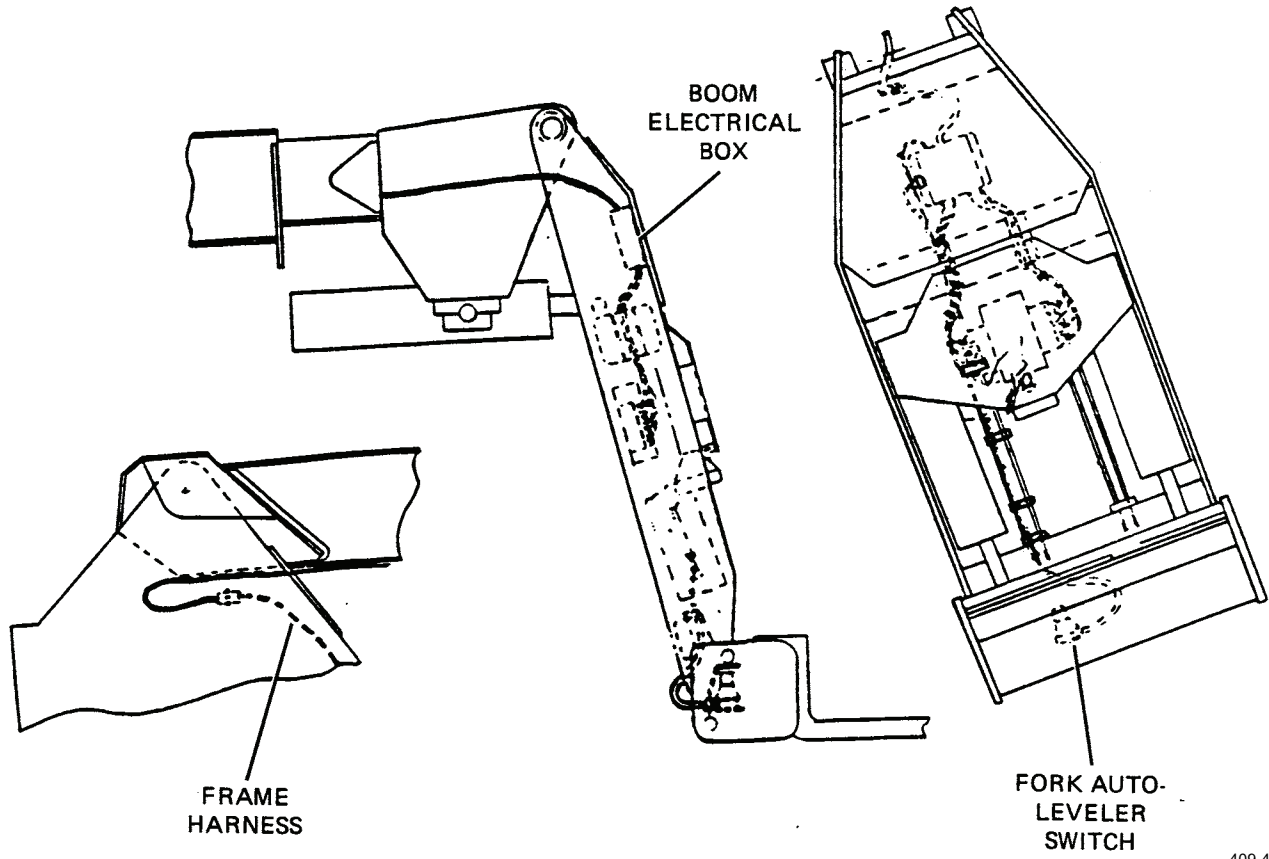 BOOM
ELECTRICAL
BOX
FRAME
HARNESS
FORK AUTO-
LEVELER
SWITCH